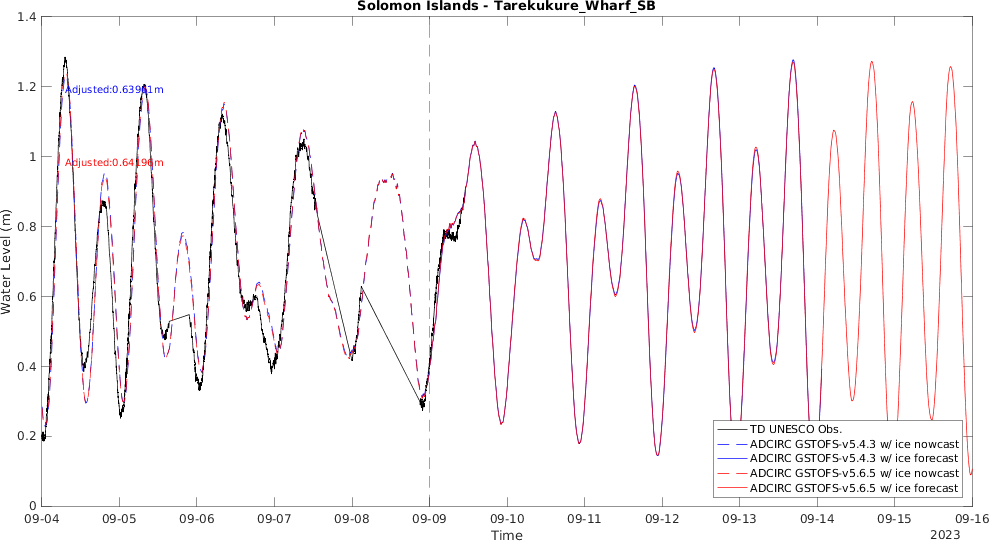 Solomon Islands - Tarekukure_Wharf_SB
1.4
1.2
1
0.8
0.6
0.4
0.2
0
Water Level (m)
Adjusted:0.63961m
Adjusted:0.64196m
TD UNESCO Obs.
ADCIRC GSTOFS-v5.4.3 w/ ice nowcast
ADCIRC GSTOFS-v5.4.3 w/ ice forecast
ADCIRC GSTOFS-v5.6.5 w/ ice nowcast
ADCIRC GSTOFS-v5.6.5 w/ ice forecast
09-04 09-05 09-06 09-07 09-08 09-09 09-10 09-11 09-12 09-13 09-14 09-15 09-16
Time
2023